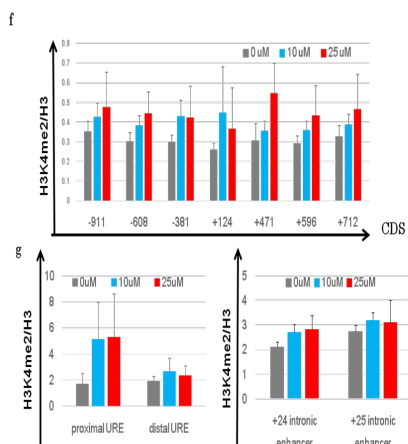 f
H3K4me2/H3
0.8
0.7
0.6
0.5
0.4
0.3
0.2
0.1
0
0 uM 10 uM 25 uM
-911 -608 -381 +124 +471 +596 +712
CDS
g
H3K4me2/H3
10
8
6
4
2
0
0uM 10uM 25uM
proximal URE distal URE
H3K4me2/H3
5
4
3
2
1
0
0uM 10uM 25uM
+24 intronic +25 intronic
enhancer enhancer